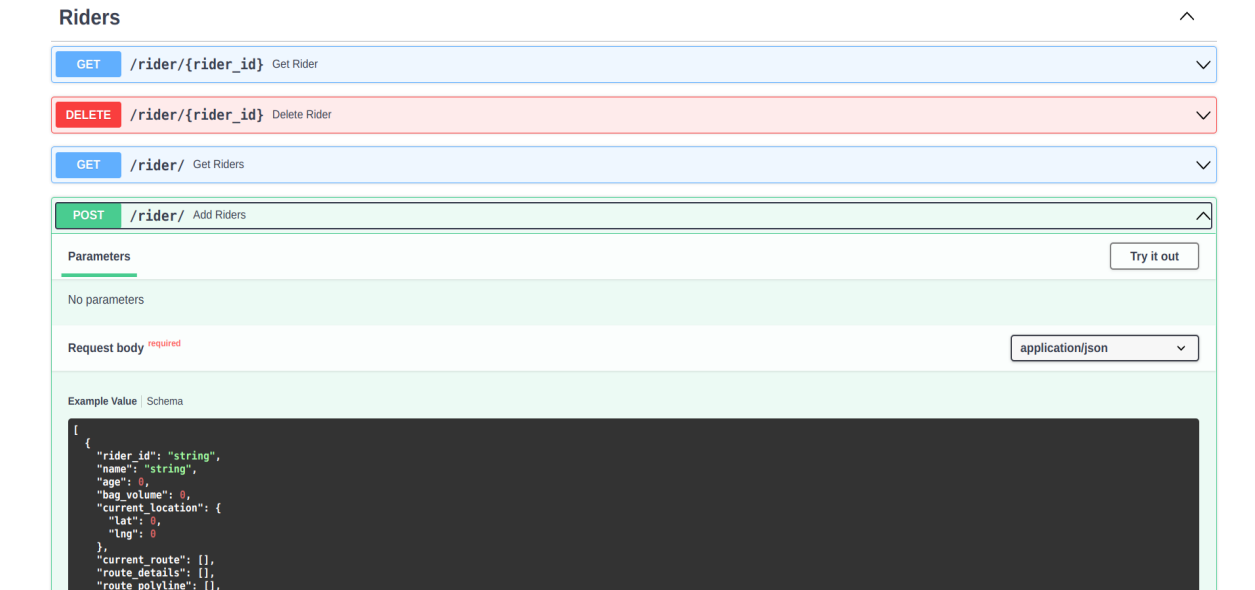 Riders
GET /rider/{rider_id} Get Rider
DELETE /rider/{rider_id} Delete Rider
GET /rider/ Get Riders
POST /rider/ Add Riders
Parameters Try it out
No parameters
Request body required application/json
Example Value | Schema
[
  {
    "rider_id": "string",
    "name": "string",
    "age": 0,
    "bag_volume": 0,
    "current_location": {
      "lat": 0,
      "lng": 0
    },
    "current_route": [],
    "route_details": [],
    "route_polyline": [],